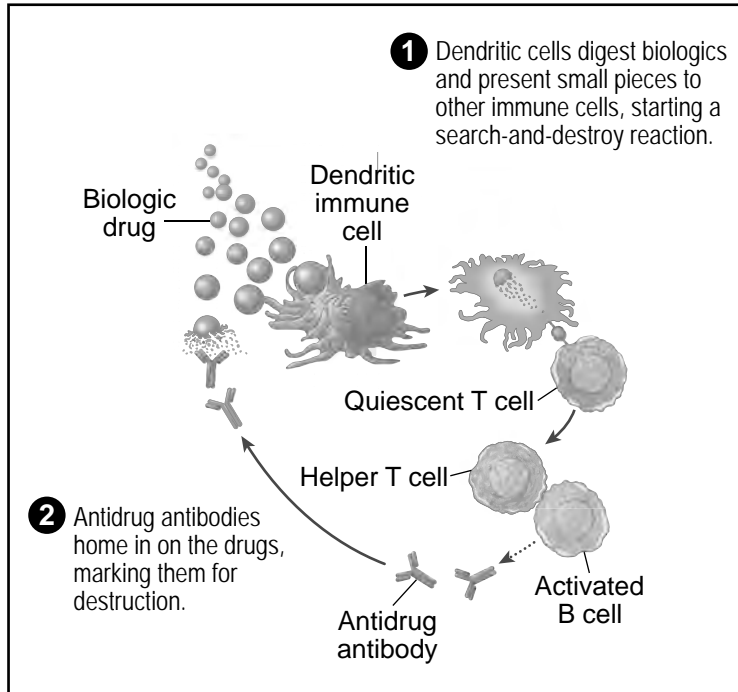 1 Dendritic cells digest biologics
and present small pieces to
other immune cells, starting a
search-and-destroy reaction.
Biologic
drug
Dendritic
immune
cell
Quiescent T cell
Helper T cell
2 Antidrug antibodies
home in on the drugs,
marking them for
destruction.
Antidrug
antibody
Activated
B cell